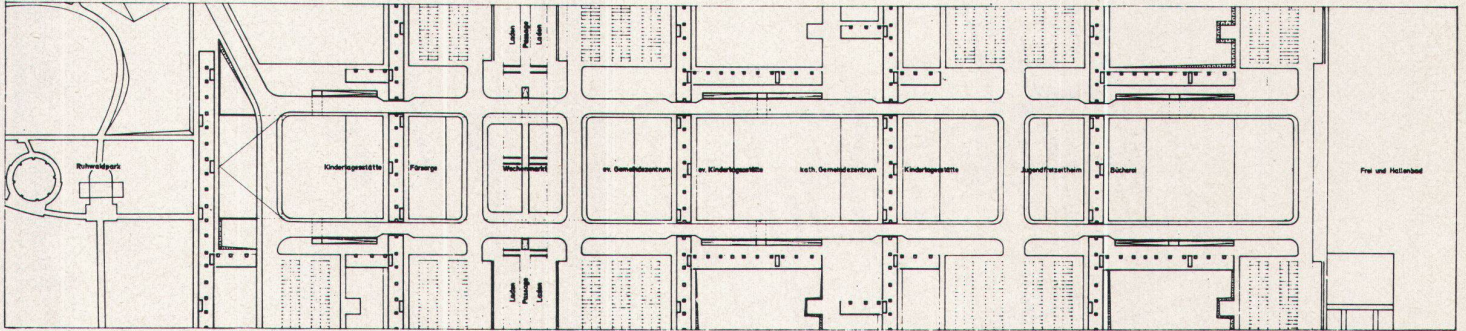 Laden Passage Laden
Ruhwaldpark
Kindertagesstätte
Fürsorge
Wochenmarkt
ev. Gemeindezentrum
ev. Kindertagesstätte
kath. Gemeindezentrum
Kindertagesstätte
Jugendfreizeitheim
Bücherei
Frei und Hallenbad
Laden Passage Laden